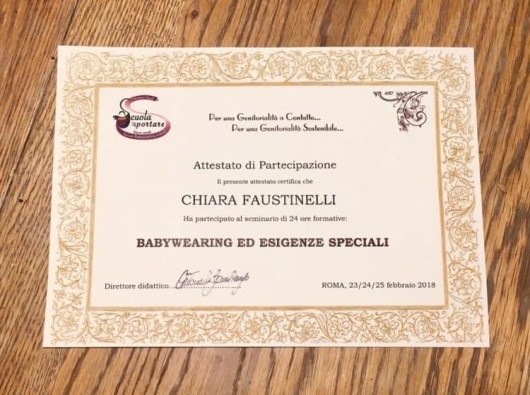 Scuola
Portare
Per una Genitorialità a Contatto...
Per una Genitorialità Sostenibile...
Attestato di Partecipazione
Il presente attestato certifica che
CHIARA FAUSTINELLI
Ha partecipato al seminario di 24 ore formative:
BABYWEARING ED ESIGENZE SPECIALI
Direttore didattico
ROMA, 23/24/25 febbraio 2018